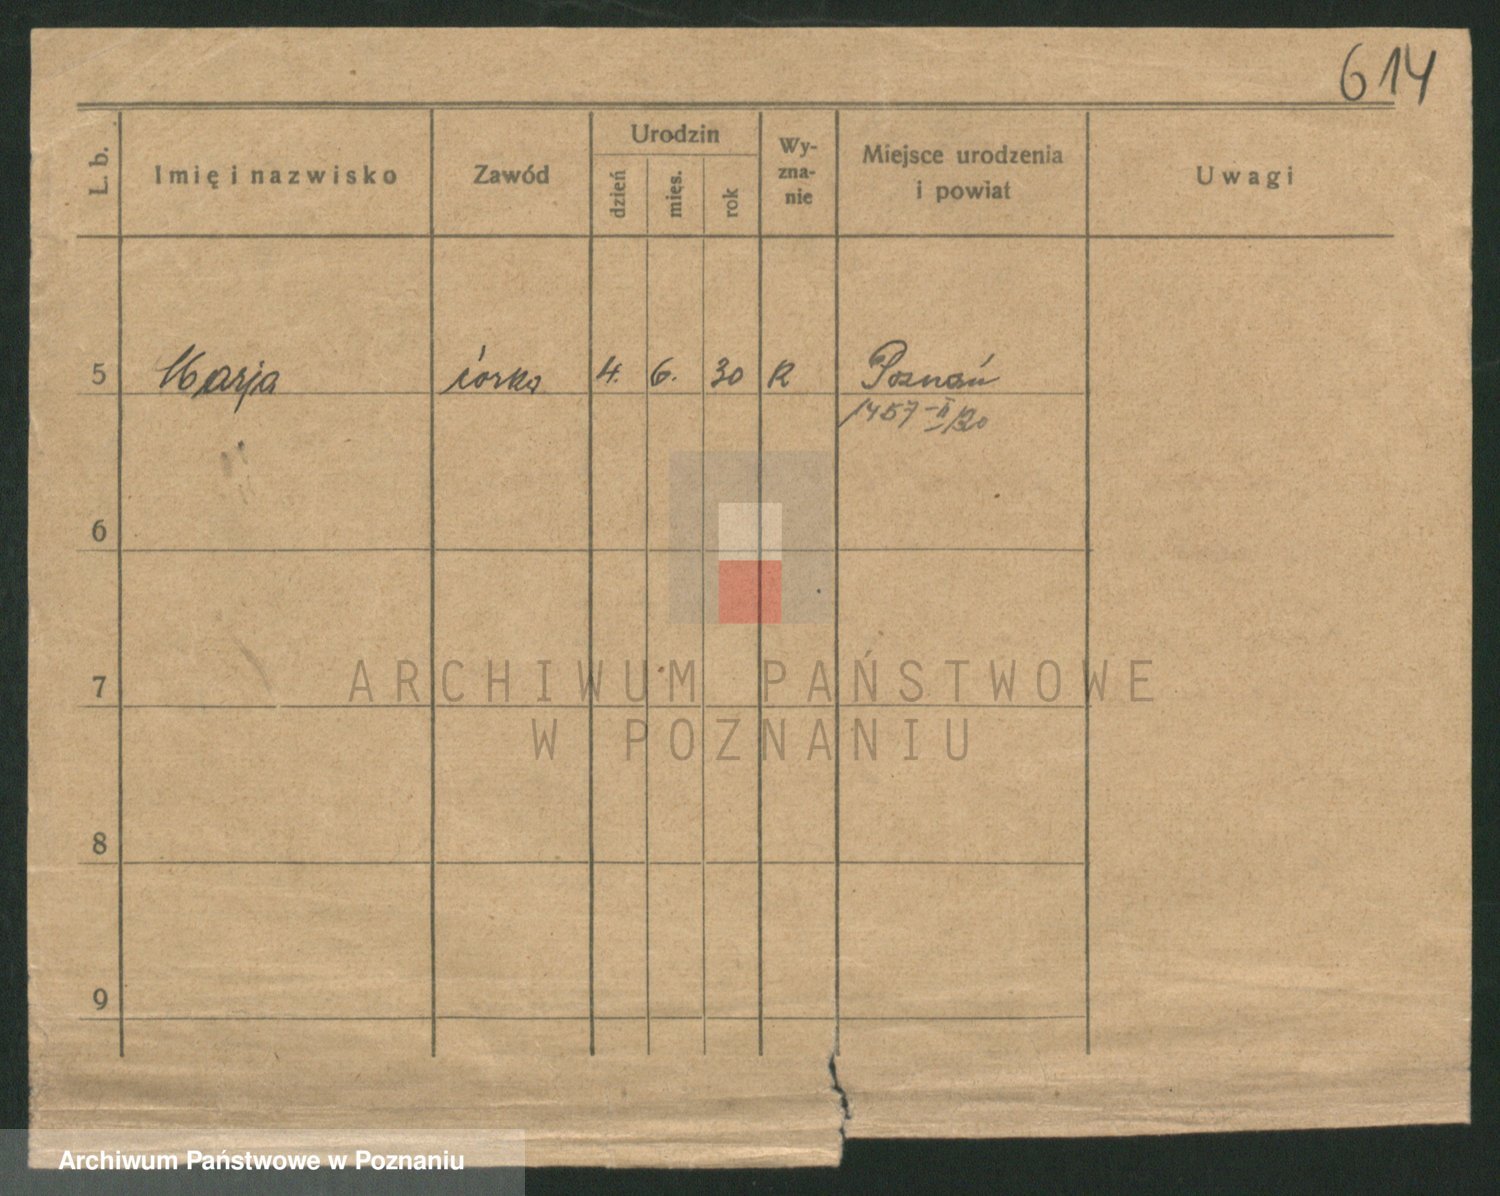 614
L. b.
Imię i nazwisko
Zawód
Urodzin
dzień
mięs.
rok
Wy-
zna-
nie
Miejsce urodzenia
i powiat
Uwagi
5 Marja córka 4. 6. 30 R Poznań
6
7
8
9
ARCHIWUM PAŃSTWOWE
W POZNANIU
Archiwum Państwowe w Poznaniu